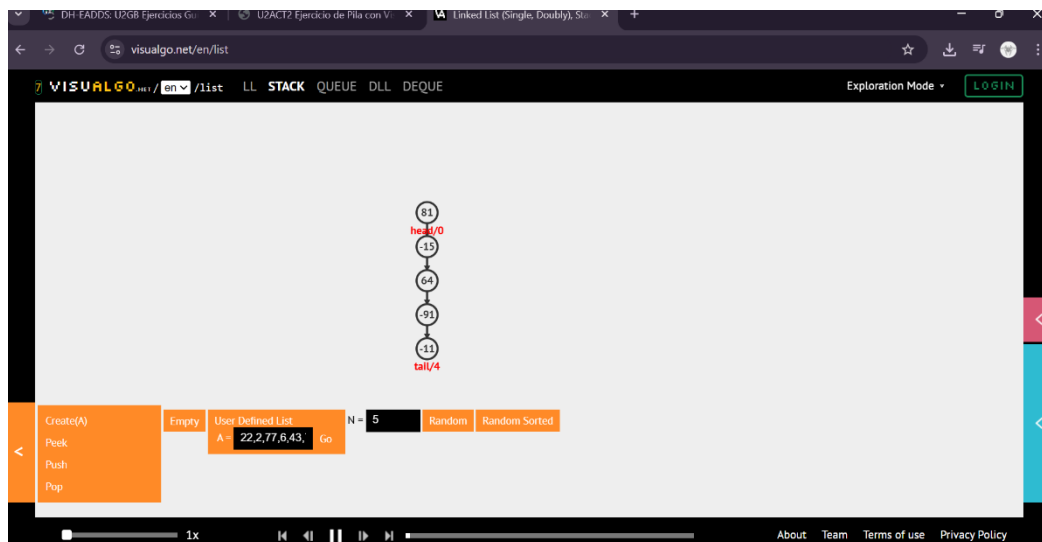 DH-EADDS: U2GB Ejercicios Gu
U2ACT2 Ejercicio de Pila con Vi
Linked List (Single, Doubly), Sta
visualgo.net/en/list
7 VISUALGO.NET / en /list LL STACK QUEUE DLL DEQUE Exploration Mode LOGIN
81
head/0
-15
64
-91
-11
tail/4
Create(A) Empty User Defined List N = 5 Random Random Sorted
A = 22,2,77,6,43, Go
Peek
Push
Pop
1x About Team Terms of use Privacy Policy